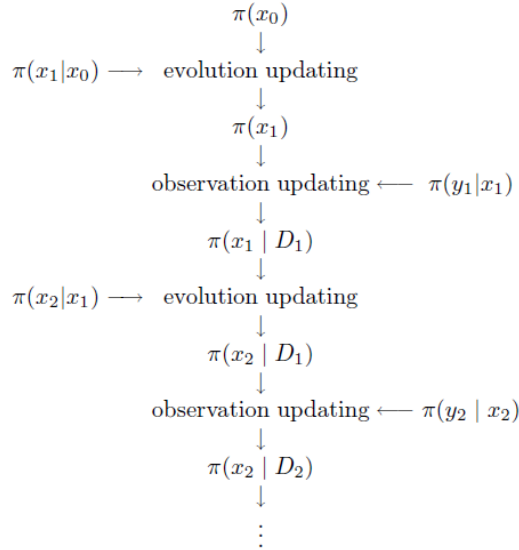 π(x₀)
↓
π(x₁|x₀) ⟶ evolution updating
↓
π(x₁)
↓
observation updating ⟵ π(y₁|x₁)
↓
π(x₁ | D₁)
↓
π(x₂|x₁) ⟶ evolution updating
↓
π(x₂ | D₁)
↓
observation updating ⟵ π(y₂ | x₂)
↓
π(x₂ | D₂)
↓
⋮